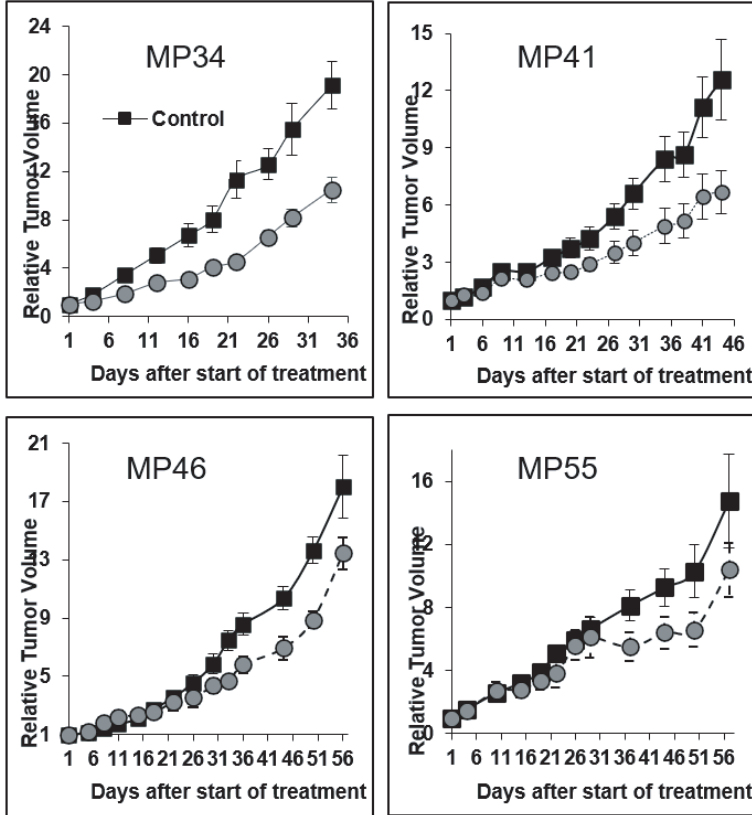 MP34
24
20
16
12
8
4
0
Relative Tumor Volume
Control
1 6 11 16 21 26 31 36
Days after start of treatment
MP41
15
12
9
6
3
0
Relative Tumor Volume
1 6 11 16 21 26 31 36 41 46
Days after start of treatment
MP46
21
17
13
9
5
1
Relative Tumor Volume
1 6 11 16 21 26 31 36 41 46 51 56
Days after start of treatment
MP55
16
12
8
4
0
Relative Tumor Volume
1 6 11 16 21 26 31 36 41 46 51 56
Days after start of treatment